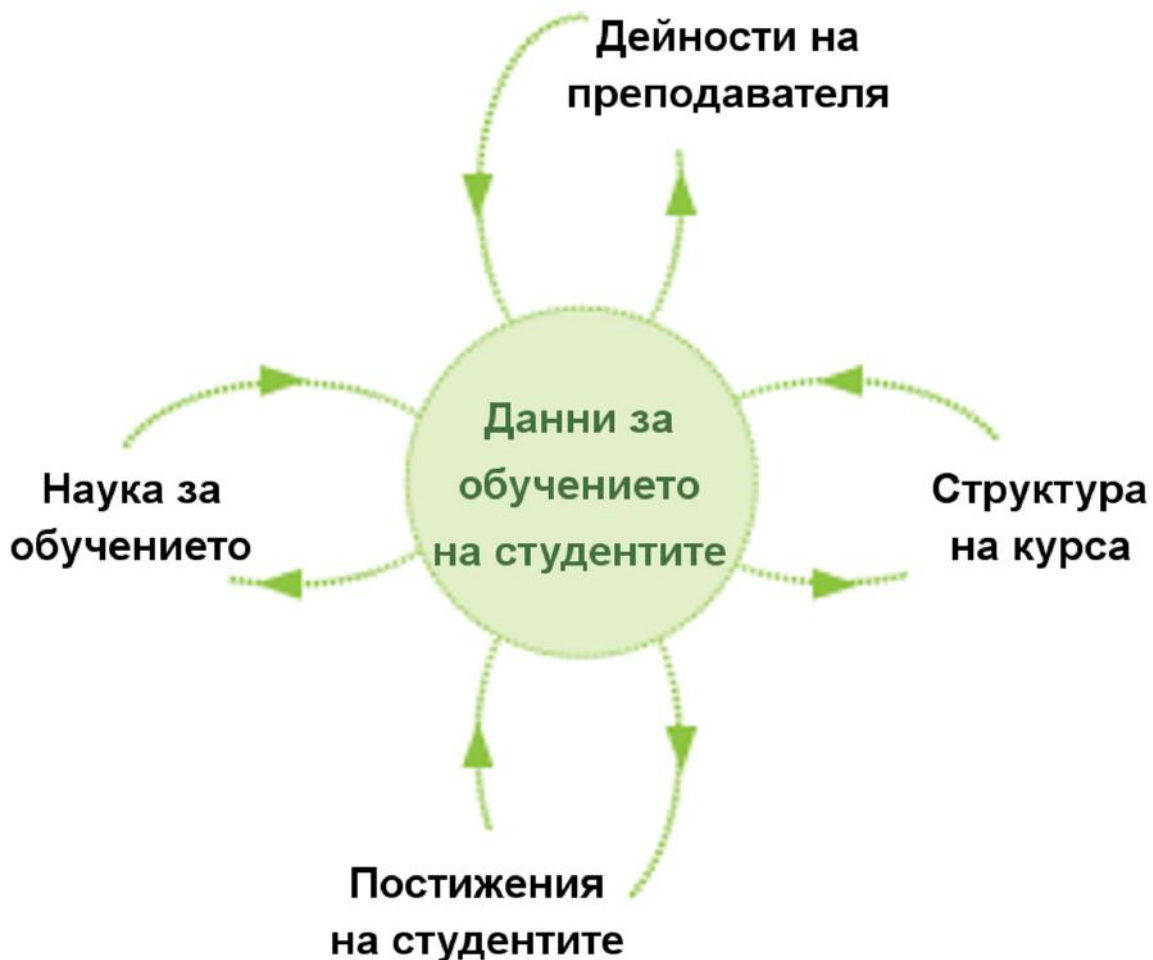 Дейности на
преподавателя
Данни за
обучението
на студентите
Наука за
обучението
Структура
на курса
Постижения
на студентите